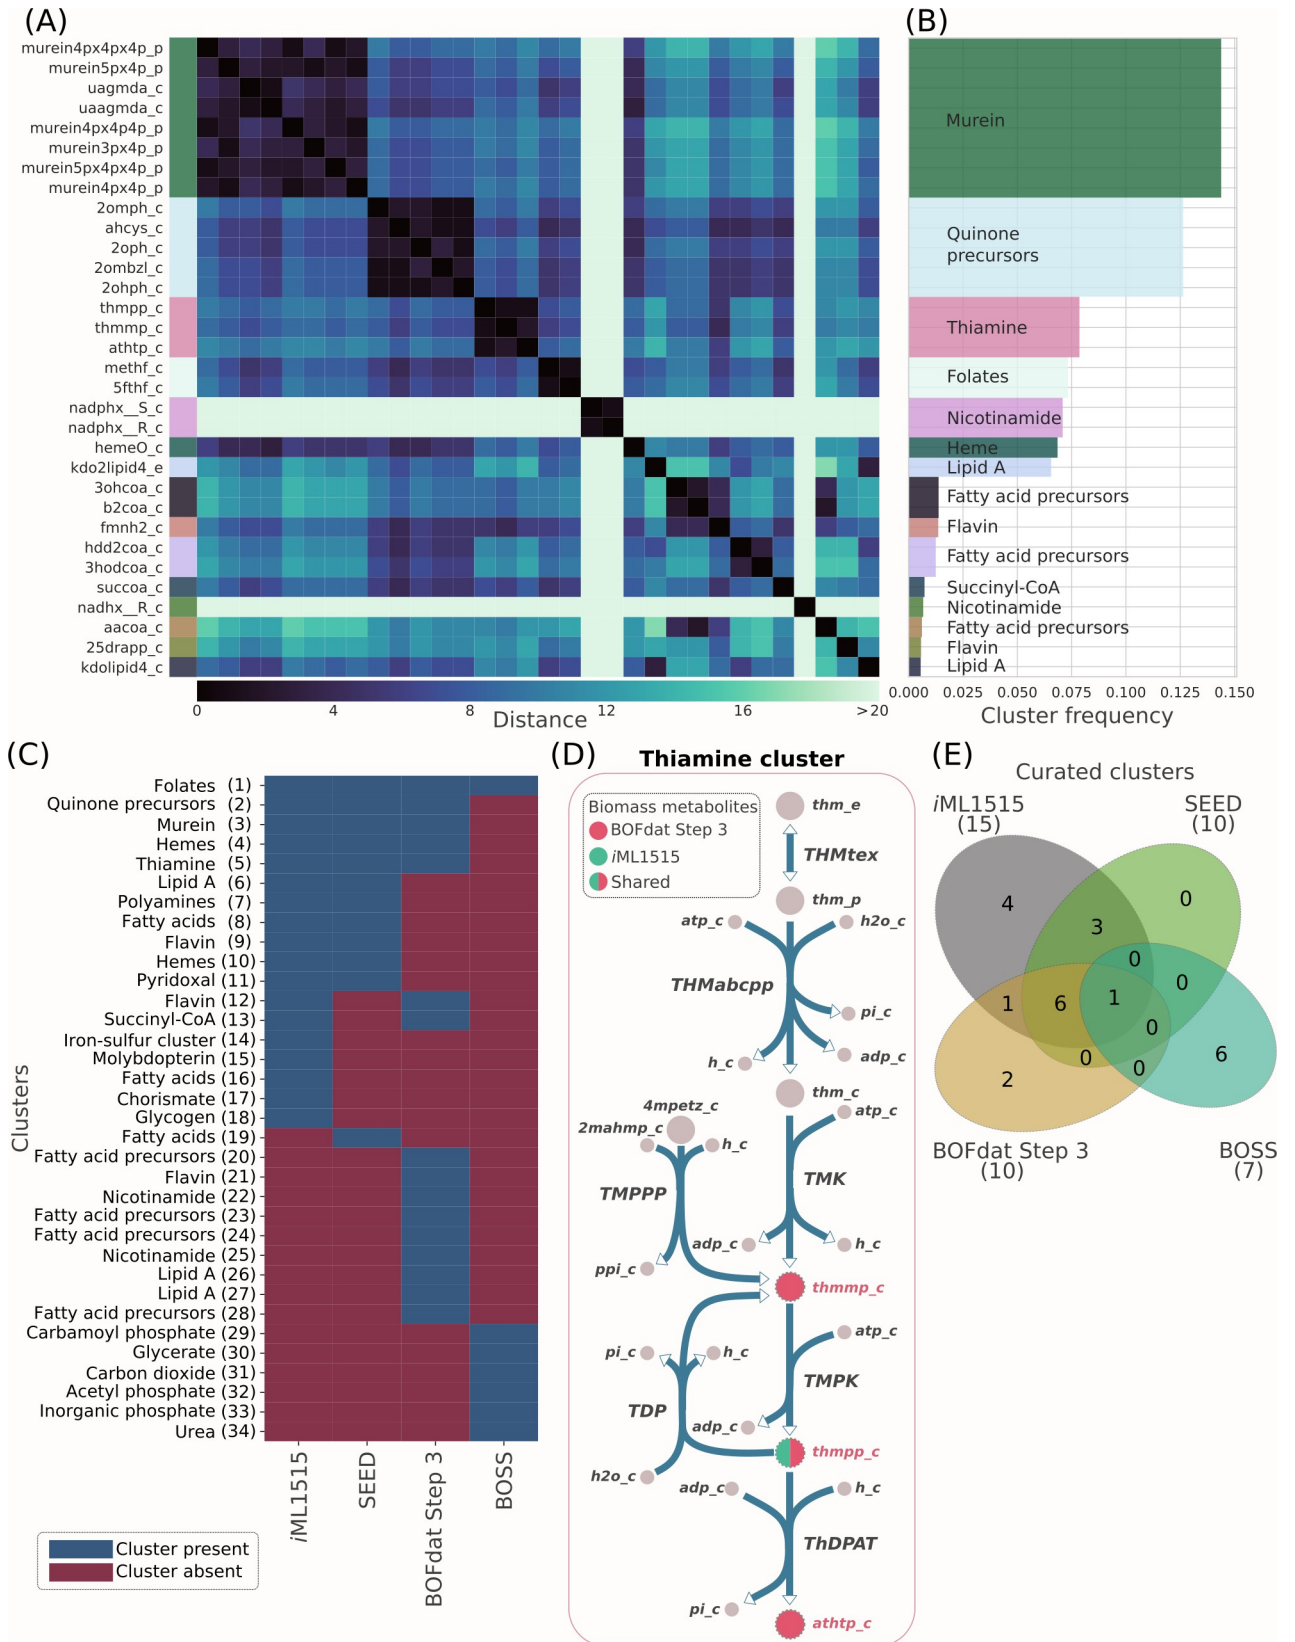 (A)
murein4px4px4p_p
murein5px4p_p
uagmda_c
uaagmda_c
murein4px4p4p_p
murein3px4p_p
murein5px4px4p_p
murein4px4p_p
2omph_c
ahcys_c
2oph_c
2ombzl_c
2ohph_c
thmpp_c
thmmp_c
athtp_c
methf_c
5fthf_c
nadphx__S_c
nadphx__R_c
hemeO_c
kdo2lipid4_e
3ohcoa_c
b2coa_c
fmnh2_c
hdd2coa_c
3hodcoa_c
succoa_c
nadhx__R_c
aacoa_c
25drapp_c
kdolipid4_c
0 4 8 12 16 >20
Distance
(B)
Murein
Quinone
precursors
Thiamine
Folates
Nicotinamide
Heme
Lipid A
Fatty acid precursors
Flavin
Fatty acid precursors
Succinyl-CoA
Nicotinamide
Fatty acid precursors
Flavin
Lipid A
0.000 0.025 0.050 0.075 0.100 0.125 0.150
Cluster frequency
(C)
Clusters
Folates (1)
Quinone precursors (2)
Murein (3)
Hemes (4)
Thiamine (5)
Lipid A (6)
Polyamines (7)
Fatty acids (8)
Flavin (9)
Hemes (10)
Pyridoxal (11)
Flavin (12)
Succinyl-CoA (13)
Iron-sulfur cluster (14)
Molybdopterin (15)
Fatty acids (16)
Chorismate (17)
Glycogen (18)
Fatty acids (19)
Fatty acid precursors (20)
Flavin (21)
Nicotinamide (22)
Fatty acid precursors (23)
Fatty acid precursors (24)
Nicotinamide (25)
Lipid A (26)
Lipid A (27)
Fatty acid precursors (28)
Carbamoyl phosphate (29)
Glycerate (30)
Carbon dioxide (31)
Acetyl phosphate (32)
Inorganic phosphate (33)
Urea (34)
iML1515
SEED
BOFdat Step 3
BOSS
Cluster present
Cluster absent
(D)
Thiamine cluster
Biomass metabolites
BOFdat Step 3
iML1515
Shared
thm_e
THMtex
thm_p
atp_c
h2o_c
THMabcpp
pi_c
adp_c
h_c
thm_c
atp_c
4mpetz_c
2mahmp_c
h_c
TMPPP
TMK
adp_c
h_c
ppi_c
thmmp_c
atp_c
pi_c
h_c
TMPK
TDP
adp_c
thmpp_c
h2o_c
adp_c
h_c
ThDPAT
pi_c
athtp_c
(E)
Curated clusters
iML1515
(15)
SEED
(10)
4
0
3
0
0
1
6
1
0
0
0
6
2
BOFdat Step 3
(10)
BOSS
(7)